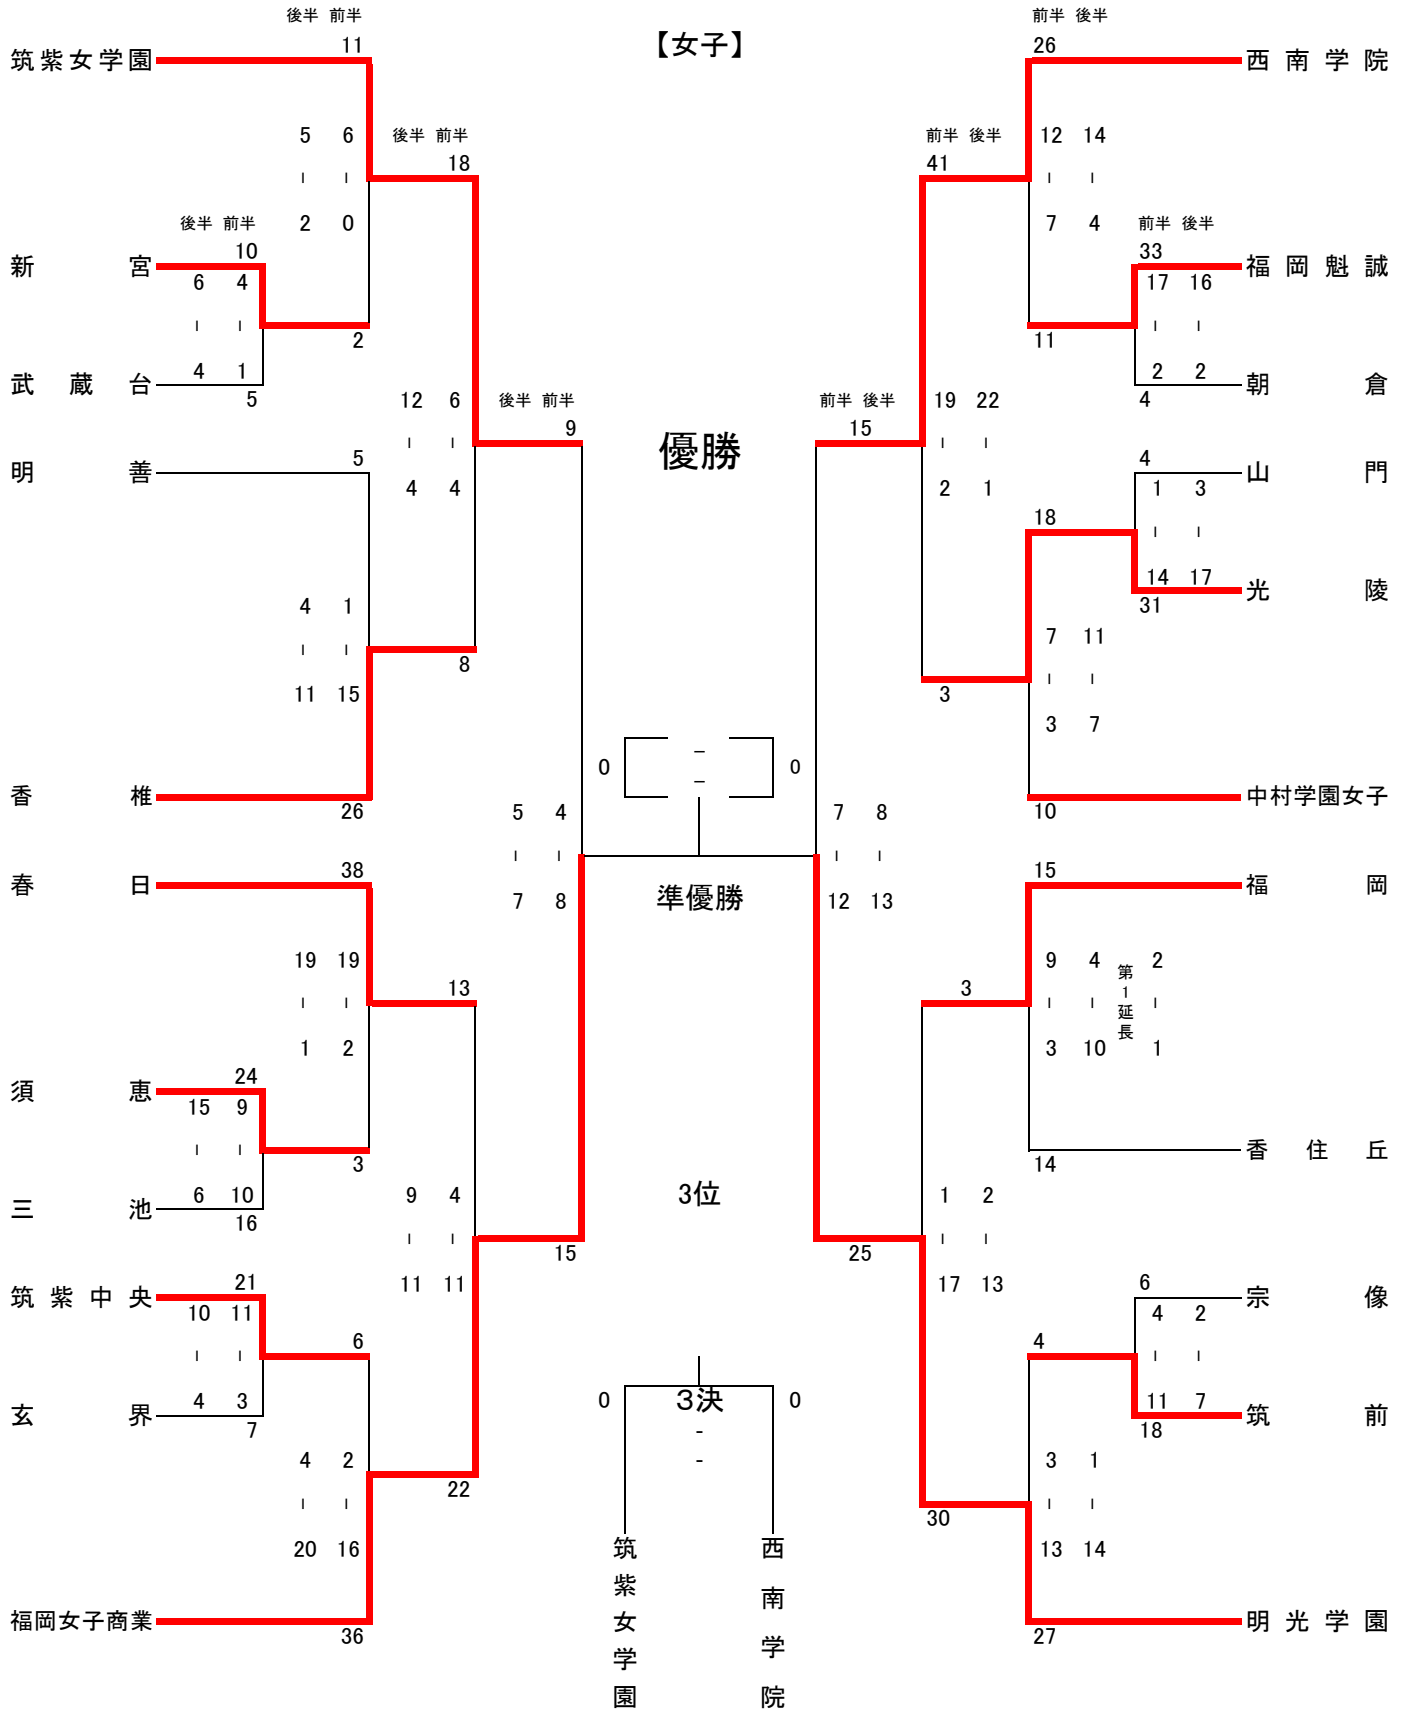 後半 前半
前半 後半
11
【女子】
26
筑紫女学園
西南学院
5 6
後半 前半
前半 後半
12 14
18
41
2 0
7 4
後半 前半
前半 後半
10
33
新宮
福岡魁誠
6 4
17 16
2
11
4 1
2 2
武蔵台
朝倉
5
4
12 6
後半 前半
前半 後半
19 22
9
15
優勝
5
4
明善
山門
4 4
2 1
1 3
18
14 17
光陵
4 1
31
7 11
8
3
11 15
3 7
–
0
0
–
香椎
中村学園女子
26
5 4
7 8
10
38
15
春日
準優勝
福岡
7 8
12 13
19 19
9 4
第1延長
2
13
3
1 2
3 10
1
24
須恵
15 9
3
14
香住丘
6 10
9 4
3位
1 2
三池
16
15
25
21
11 11
17 13
6
筑紫中央
宗像
10 11
4 2
6
4
4 3
0
3決
0
11 7
玄界
筑前
7
-
18
4 2
-
3 1
22
30
20 16
13 14
筑紫女学園
西南学院
福岡女子商業
明光学園
36
27